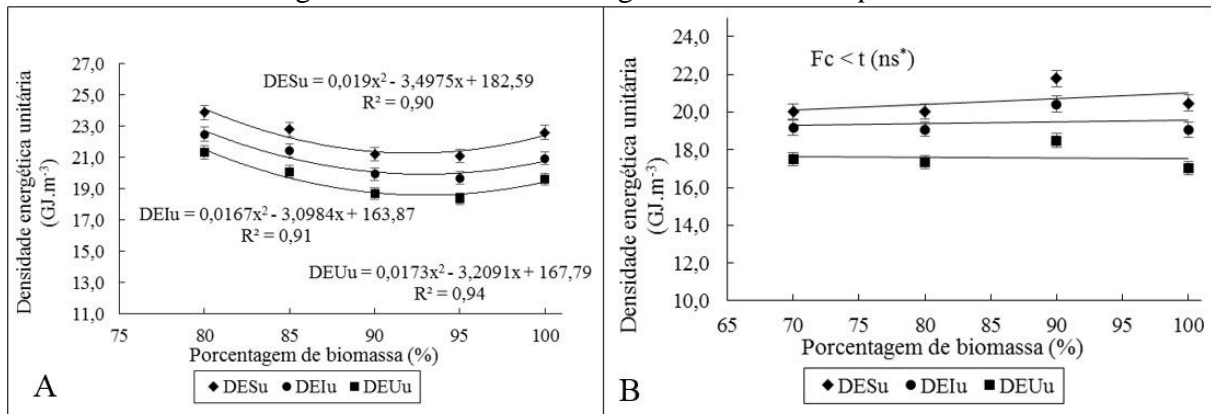 Densidade energética unitária
(GJ.m⁻³)
27,0
25,0
23,0
21,0
19,0
17,0
15,0
13,0
11,0
DESu = 0,019x² - 3,4975x + 182,59
R² = 0,90
DEIu = 0,0167x² - 3,0984x + 163,87
R² = 0,91
DEUu = 0,0173x² - 3,2091x + 167,79
R² = 0,94
75 80 85 90 95 100
Porcentagem de biomassa (%)
A
DESu DEIu DEUu
B
Densidade energética unitária
(GJ.m⁻³)
24,0
22,0
20,0
18,0
16,0
14,0
12,0
10,0
Fc < t (ns*)
65 70 75 80 85 90 95 100
Porcentagem de biomassa (%)
DESu DEIu DEUu